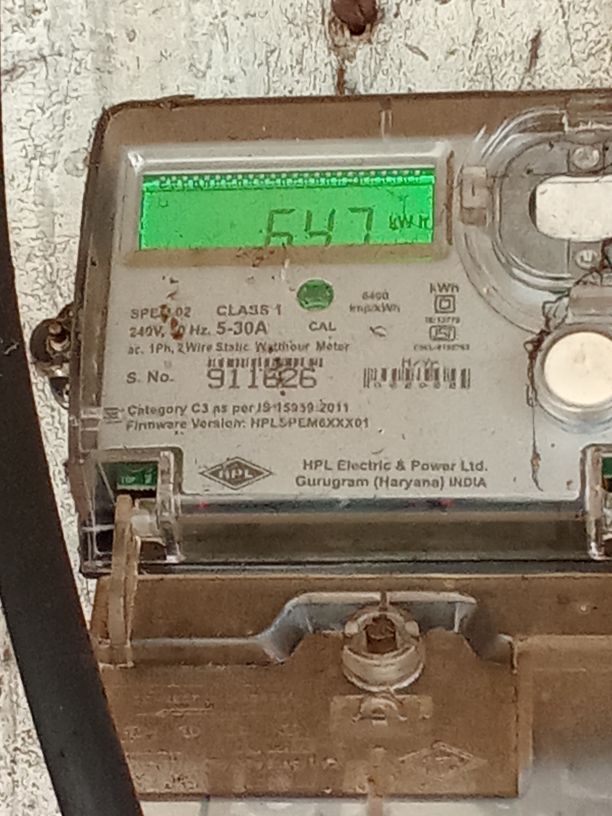 647 kWh
CLASS 1
6400
imp/kWh
kWh
240V, Hz. 5-30A
CAL
ac. 1Ph, 2Wire Static Watthour Meter
S. No. 911626
Category C3 as per IS 15959:2011
Firmware Version: HPLSPEM6XXX01
HPL
HPL Electric & Power Ltd.
Gurugram (Haryana) INDIA